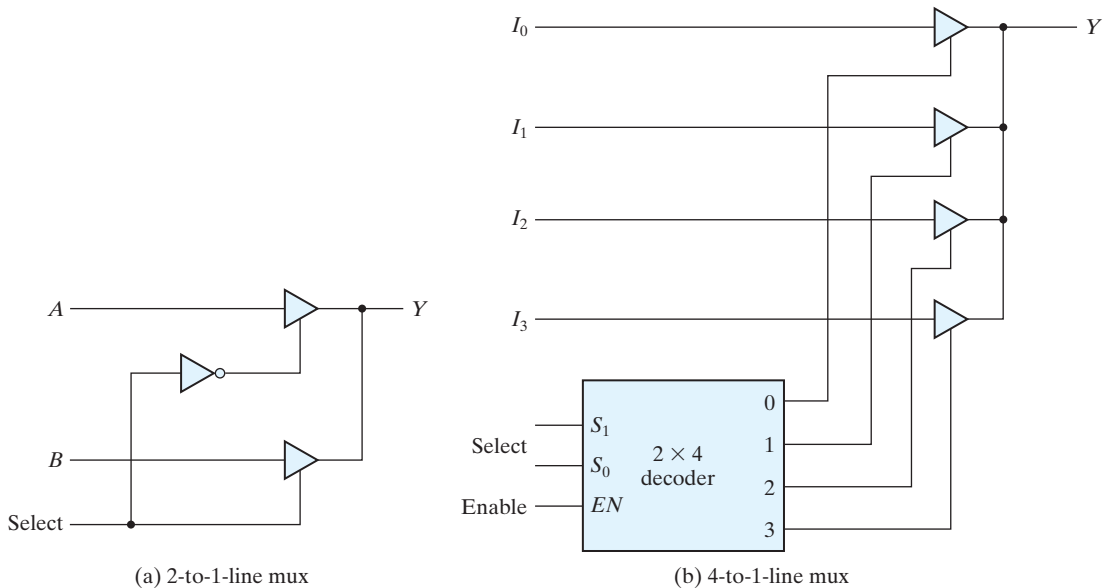 A
Y
B
Select
(a) 2-to-1-line mux
I₀
Y
I₁
I₂
I₃
Select
S₁
S₀
Enable
EN
2 × 4
decoder
0
1
2
3
(b) 4-to-1-line mux